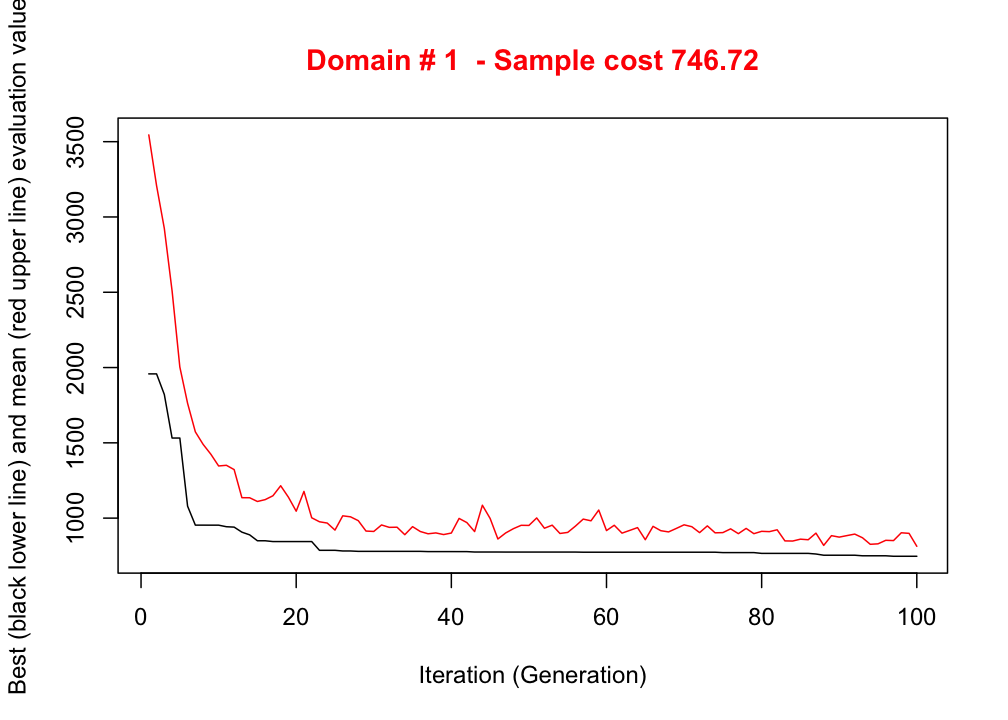 Domain # 1  - Sample cost 746.72
Best (black lower line) and mean (red upper line) evaluation value
3500
3000
2500
2000
1500
1000
0 20 40 60 80 100
Iteration (Generation)